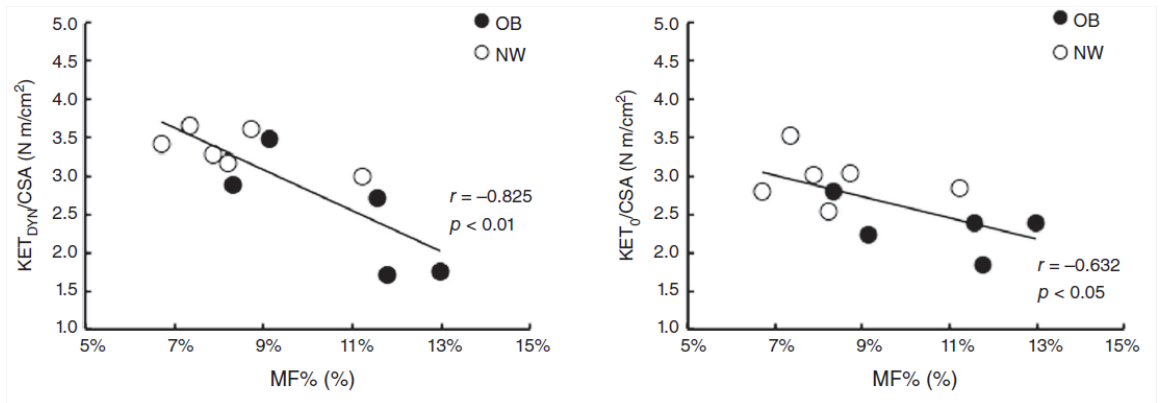 5.0
4.5
4.0
3.5
3.0
2.5
2.0
1.5
1.0
KET_DYN/CSA (N m/cm²)
OB
NW
r = –0.825
p < 0.01
5% 7% 9% 11% 13% 15%
MF% (%)
5.0
4.5
4.0
3.5
3.0
2.5
2.0
1.5
1.0
KET₀/CSA (N m/cm²)
OB
NW
r = –0.632
p < 0.05
5% 7% 9% 11% 13% 15%
MF% (%)